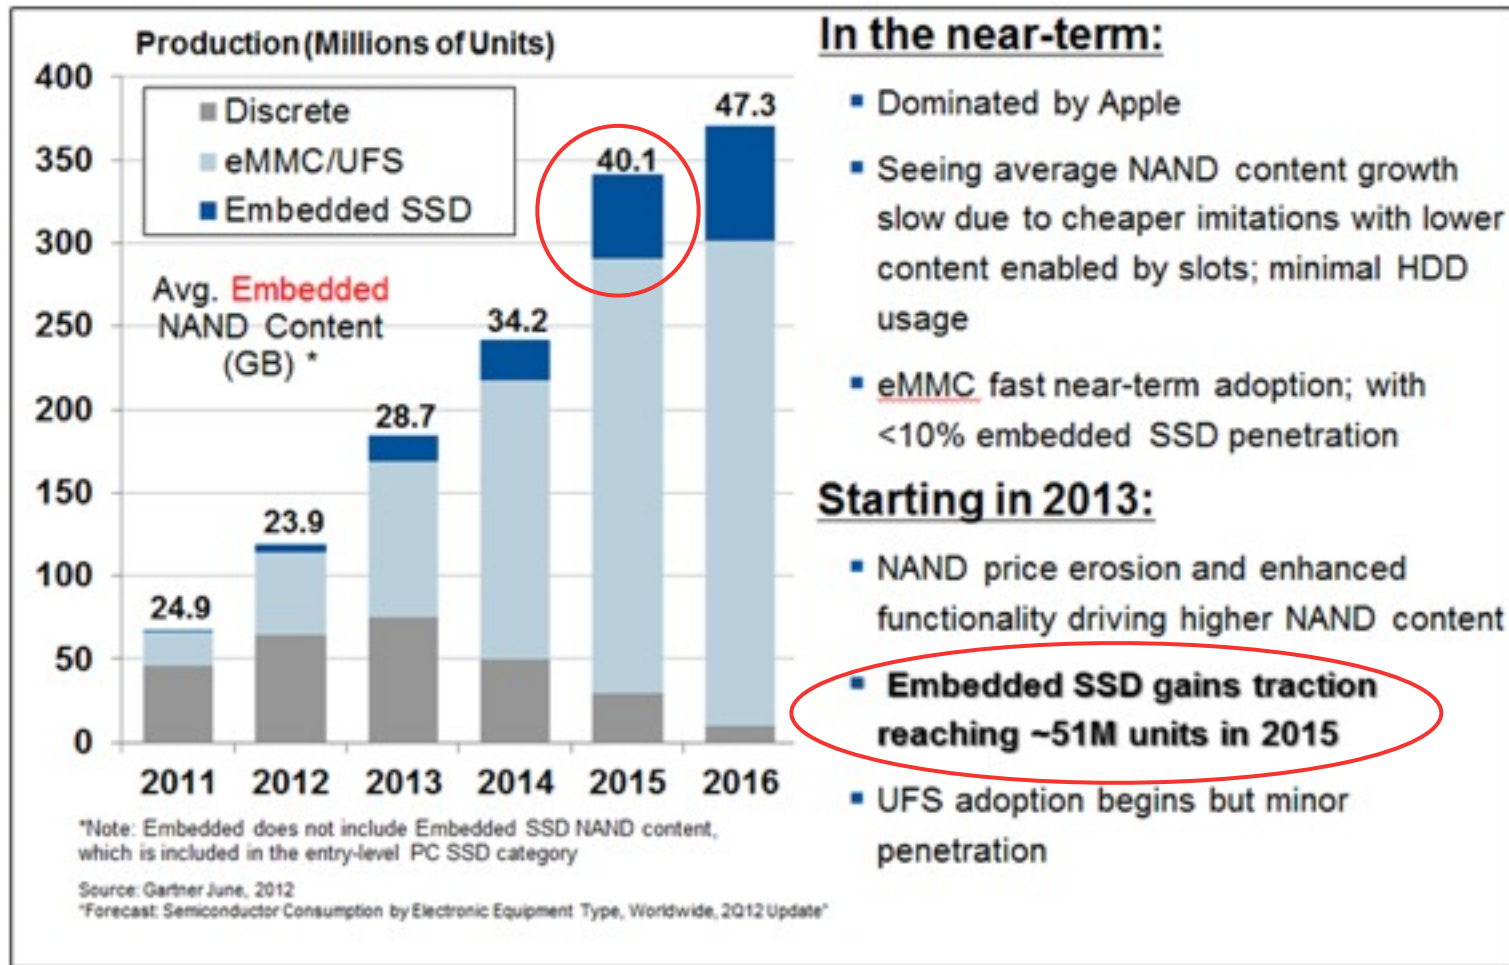 Production (Millions of Units)
400
350
300
250
200
150
100
50
0
Discrete
eMMC/UFS
Embedded SSD
Avg. Embedded
NAND Content
(GB) *
24.9
23.9
28.7
34.2
40.1
47.3
2011 2012 2013 2014 2015 2016
*Note: Embedded does not include Embedded SSD NAND content,
which is included in the entry-level PC SSD category
Source: Gartner June, 2012
"Forecast: Semiconductor Consumption by Electronic Equipment Type, Worldwide, 2Q12 Update"
In the near-term:
Dominated by Apple
Seeing average NAND content growth
slow due to cheaper imitations with lower
content enabled by slots; minimal HDD
usage
eMMC fast near-term adoption; with
<10% embedded SSD penetration
Starting in 2013:
NAND price erosion and enhanced
functionality driving higher NAND content
Embedded SSD gains traction
reaching ~51M units in 2015
UFS adoption begins but minor
penetration